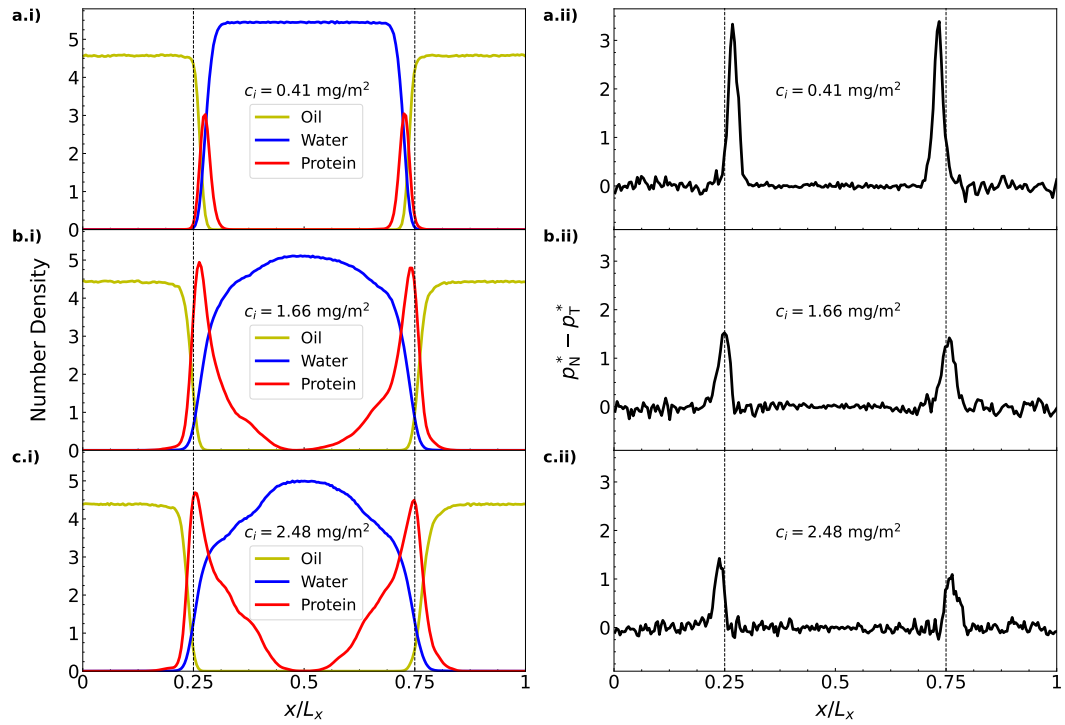 a.i)
5
4
3
2
1
0
c_i = 0.41 mg/m²
Oil
Water
Protein
b.i)
5
4
3
2
1
0
c_i = 1.66 mg/m²
Oil
Water
Protein
c.i)
5
4
3
2
1
0
c_i = 2.48 mg/m²
Oil
Water
Protein
Number Density
0 0.25 0.5 0.75 1
x/L_x
a.ii)
3
2
1
0
c_i = 0.41 mg/m²
b.ii)
3
2
1
0
c_i = 1.66 mg/m²
c.ii)
3
2
1
0
c_i = 2.48 mg/m²
p_N^* − p_T^*
0 0.25 0.5 0.75 1
x/L_x